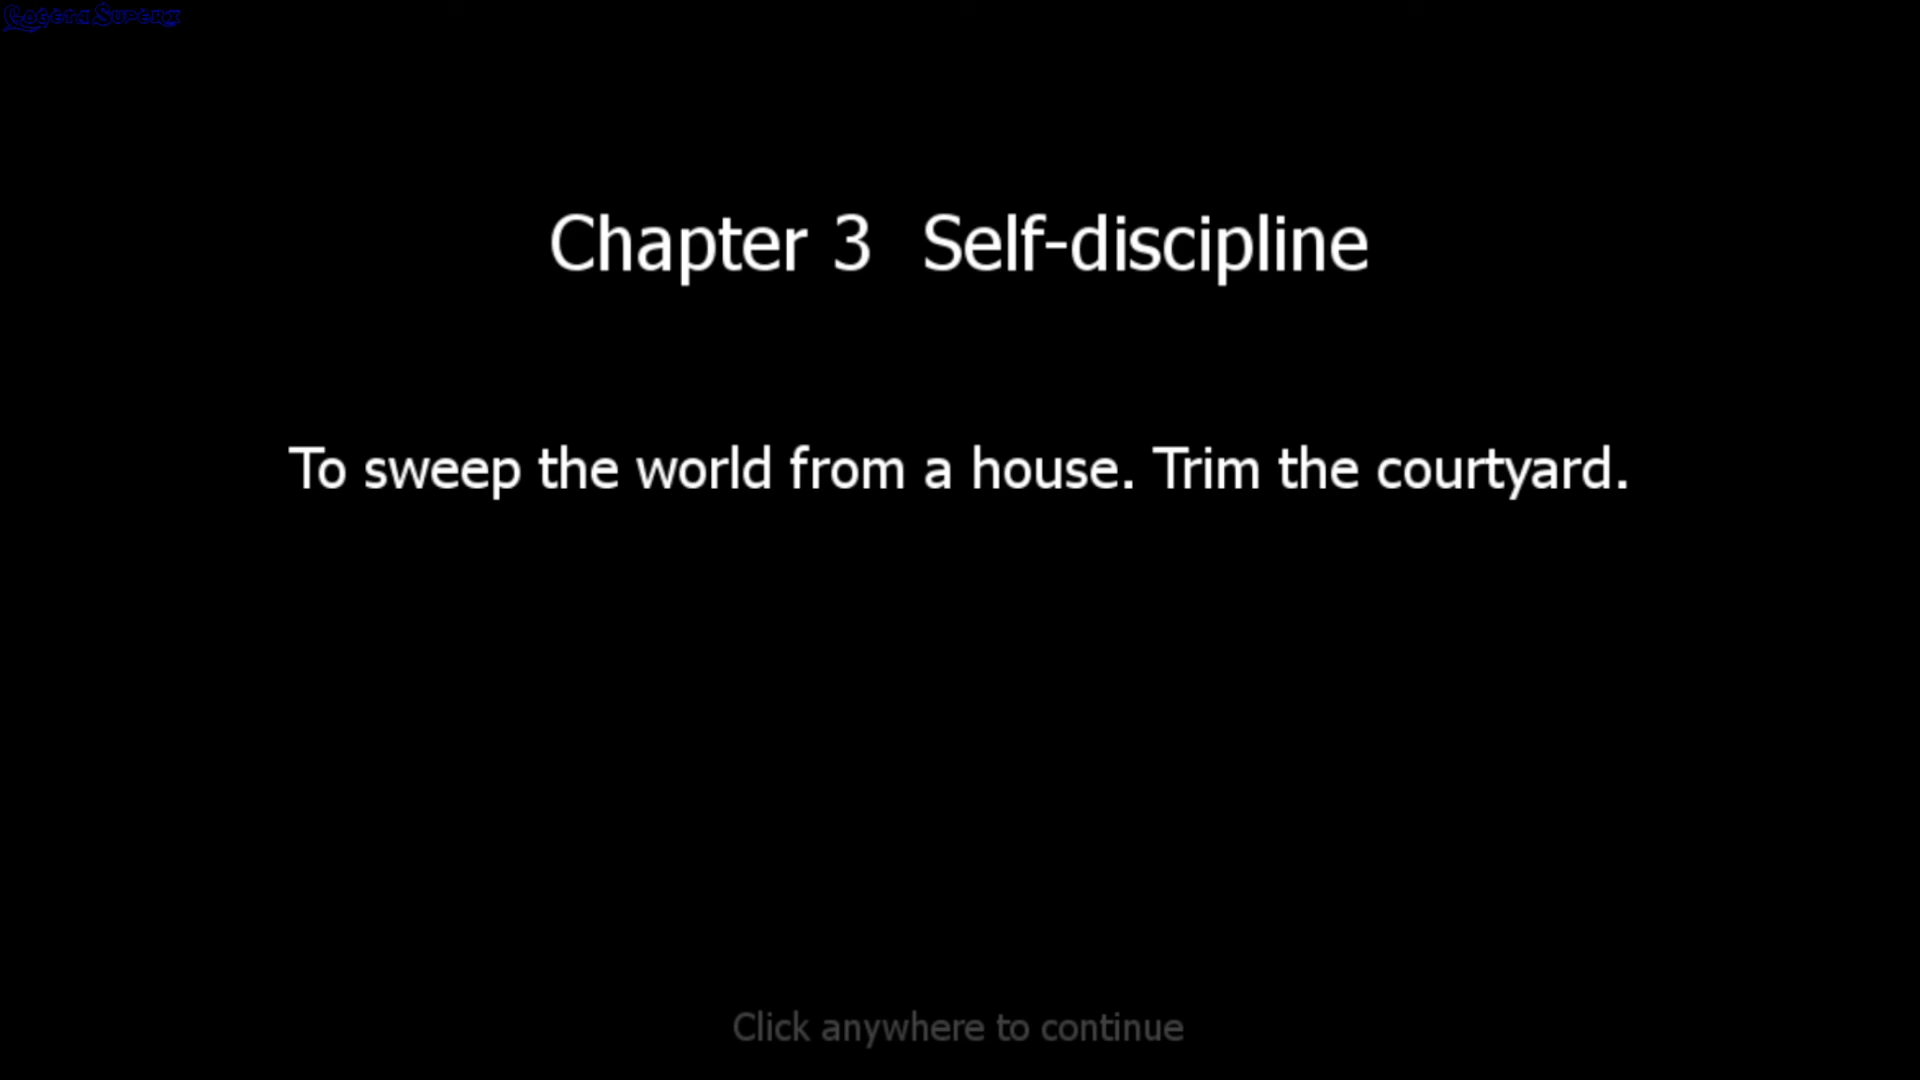 Chapter 3 Self-discipline
To sweep the world from a house. Trim the courtyard.
Click anywhere to continue